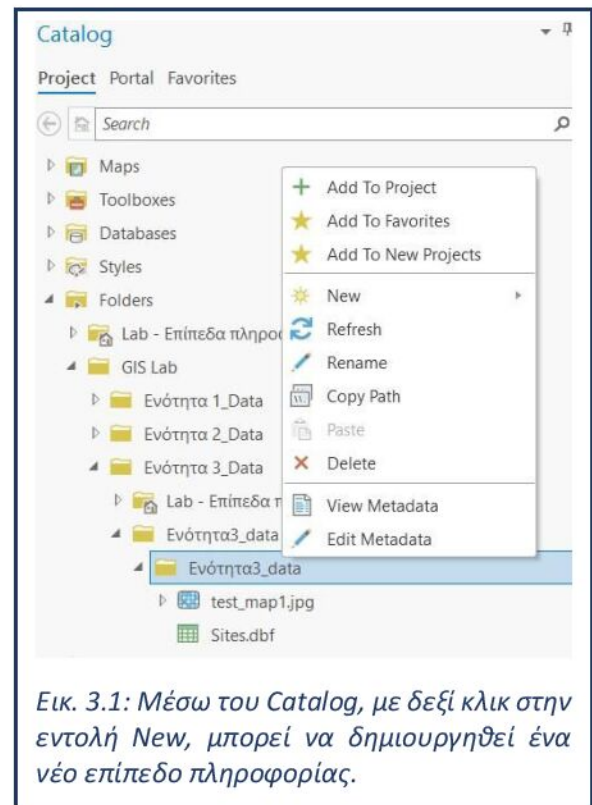 Catalog
Project Portal Favorites
Search
Maps
Toolboxes
Databases
Styles
Folders
Lab - Επίπεδα πληρο
GIS Lab
Ενότητα 1_Data
Ενότητα 2_Data
Ενότητα 3_Data
Lab - Επίπεδα
Ενότητα3_data
Ενότητα3_data
test_map1.jpg
Sites.dbf
Add To Project
Add To Favorites
Add To New Projects
New
Refresh
Rename
Copy Path
Paste
Delete
View Metadata
Edit Metadata
Εικ. 3.1: Μέσω του Catalog, με δεξί κλικ στην
εντολή New, μπορεί να δημιουργηθεί ένα
νέο επίπεδο πληροφορίας.